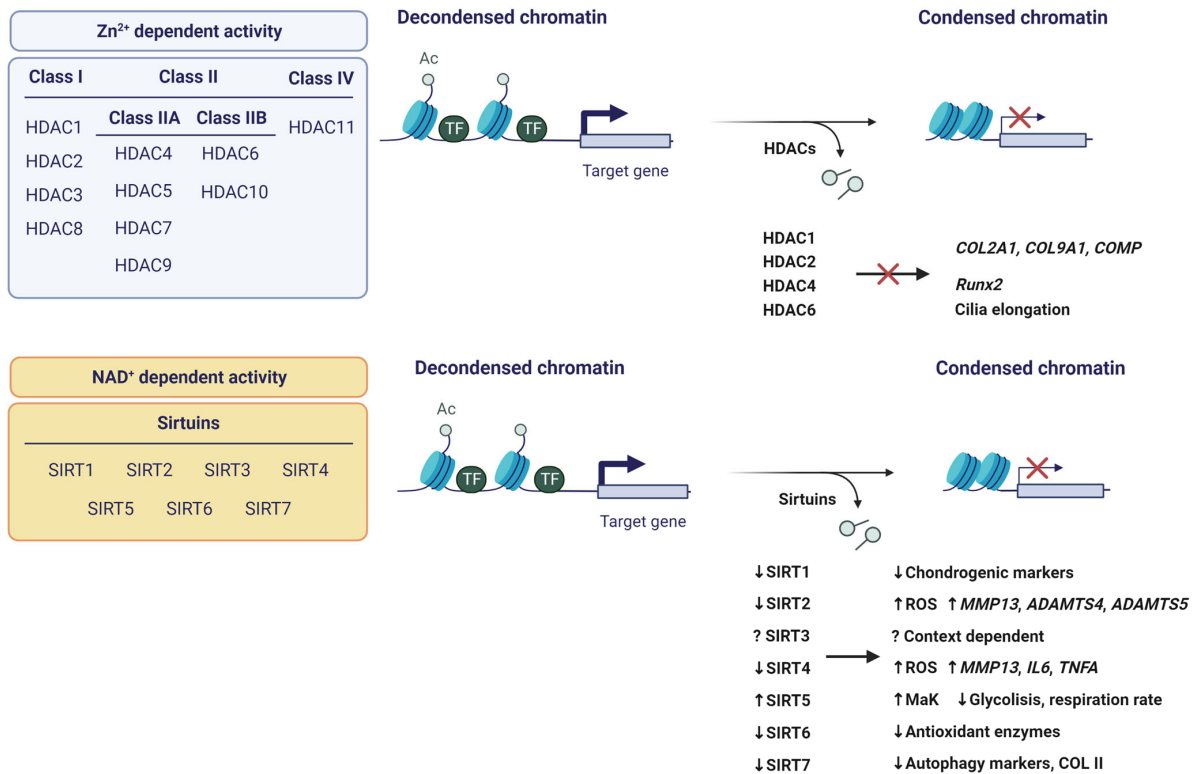 Zn2+ dependent activity
Class I Class II Class IV
Class IIA Class IIB
HDAC1
HDAC2
HDAC3
HDAC8
HDAC4
HDAC5
HDAC7
HDAC9
HDAC6
HDAC10
HDAC11
Decondensed chromatin
Condensed chromatin
Ac
TF
TF
Target gene
HDACs
HDAC1
HDAC2
HDAC4
HDAC6
COL2A1, COL9A1, COMP
Runx2
Cilia elongation
NAD+ dependent activity
Sirtuins
SIRT1 SIRT2 SIRT3 SIRT4
SIRT5 SIRT6 SIRT7
Decondensed chromatin
Condensed chromatin
Ac
TF
TF
Target gene
Sirtuins
↓SIRT1 ↓Chondrogenic markers
↓SIRT2 ↑ROS ↑MMP13, ADAMTS4, ADAMTS5
? SIRT3 ? Context dependent
↓SIRT4 ↑ROS ↑MMP13, IL6, TNFA
↑SIRT5 ↑MaK ↓Glycolisis, respiration rate
↓SIRT6 ↓Antioxidant enzymes
↓SIRT7 ↓Autophagy markers, COL II